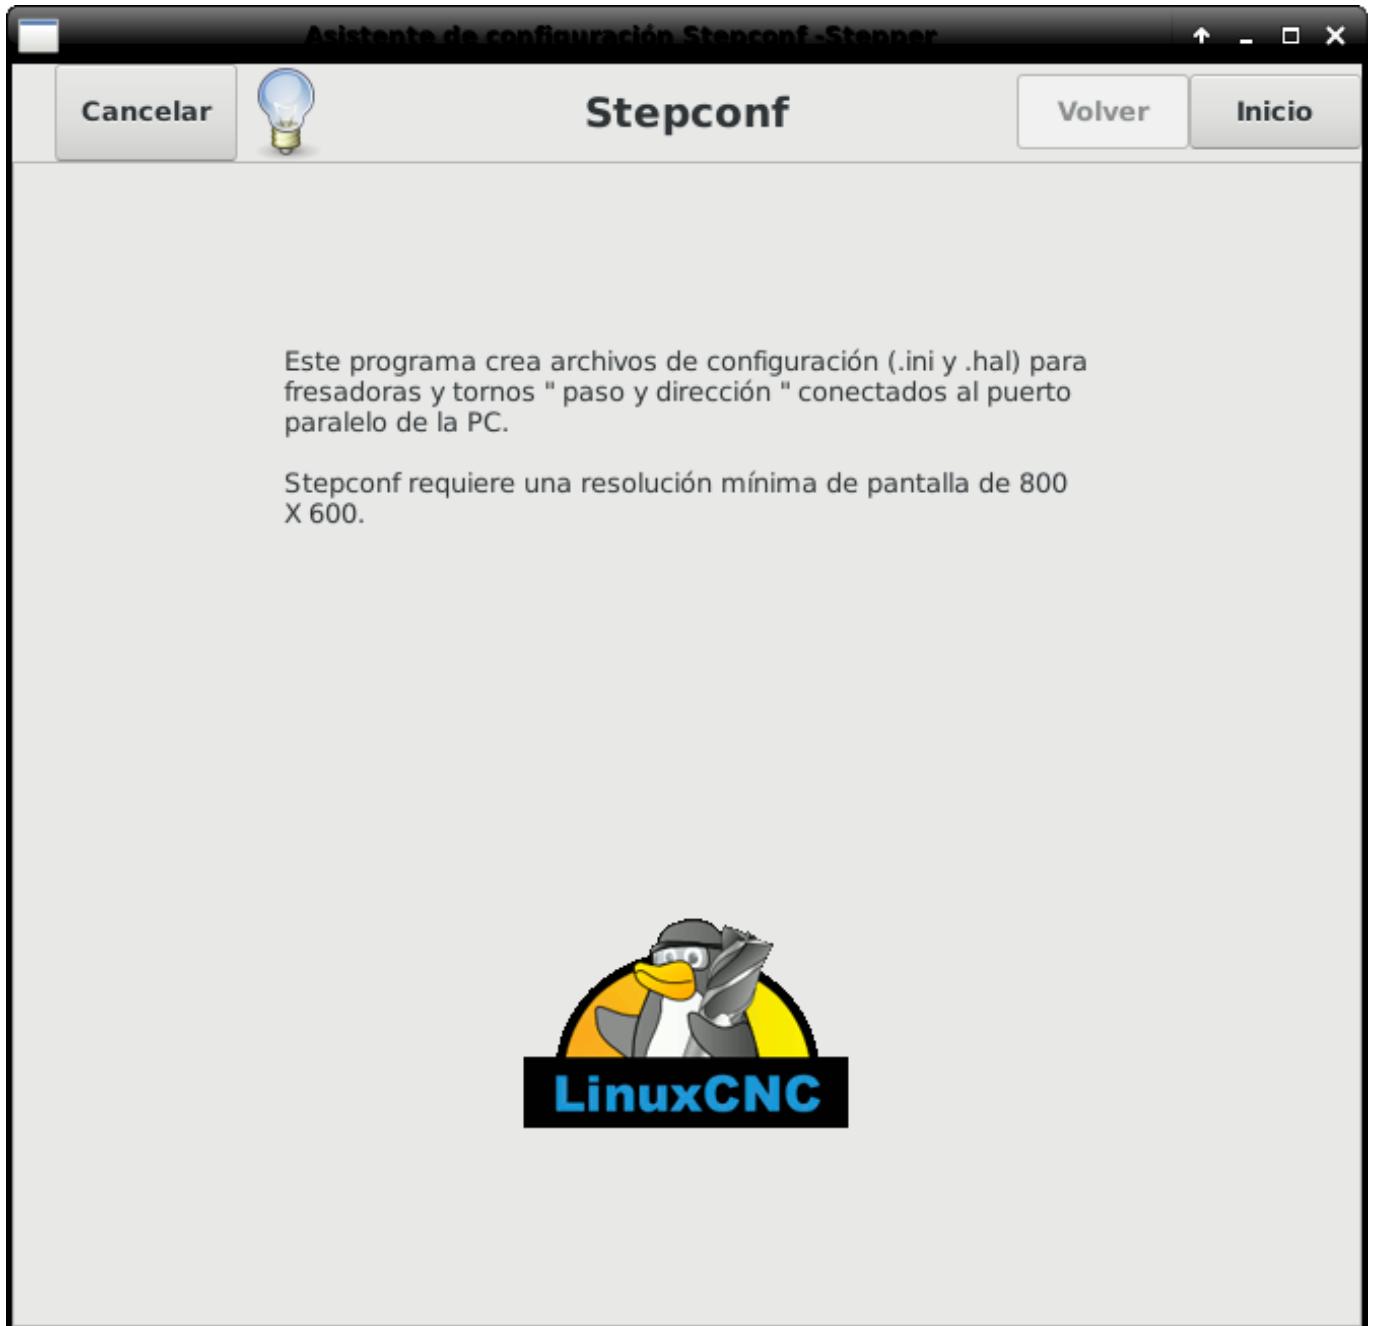 Asistente de configuración Stepconf -Stepper
Cancelar
Stepconf
Volver
Inicio
Este programa crea archivos de configuración (.ini y .hal) para
fresadoras y tornos " paso y dirección " conectados al puerto
paralelo de la PC.
Stepconf requiere una resolución mínima de pantalla de 800
X 600.
LinuxCNC